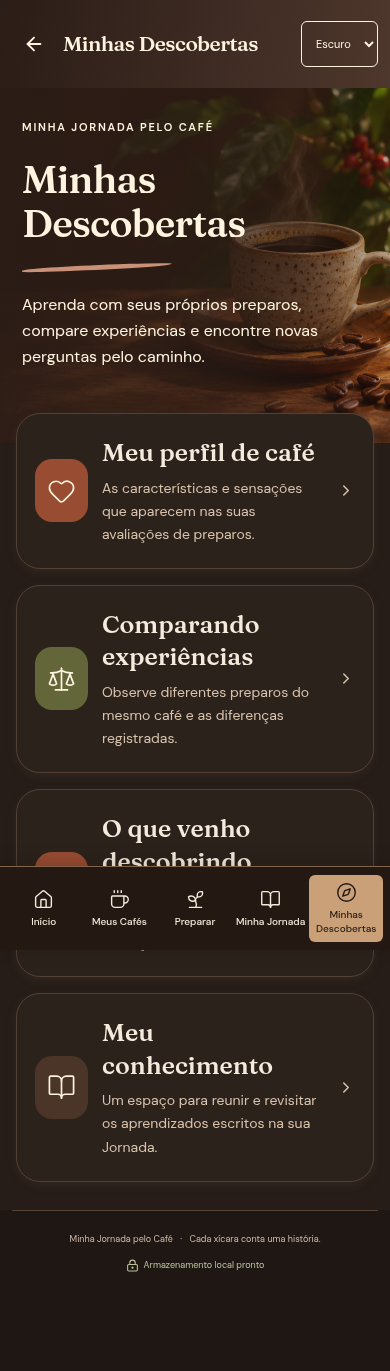 Minhas Descobertas
Escuro
MINHA JORNADA PELO CAFÉ
Minhas
Descobertas
Aprenda com seus próprios preparos,
compare experiências e encontre novas
perguntas pelo caminho.
Meu perfil de café
As características e sensações
que aparecem nas suas
avaliações de preparos.
Comparando
experiências
Observe diferentes preparos do
mesmo café e as diferenças
registradas.
O que venho
descobrindo
Início
Meus Cafés
Preparar
Minha Jornada
Minhas
Descobertas
Meu
conhecimento
Um espaço para reunir e revisitar
os aprendizados escritos na sua
Jornada.
Minha Jornada pelo Café · Cada xícara conta uma história.
Armazenamento local pronto